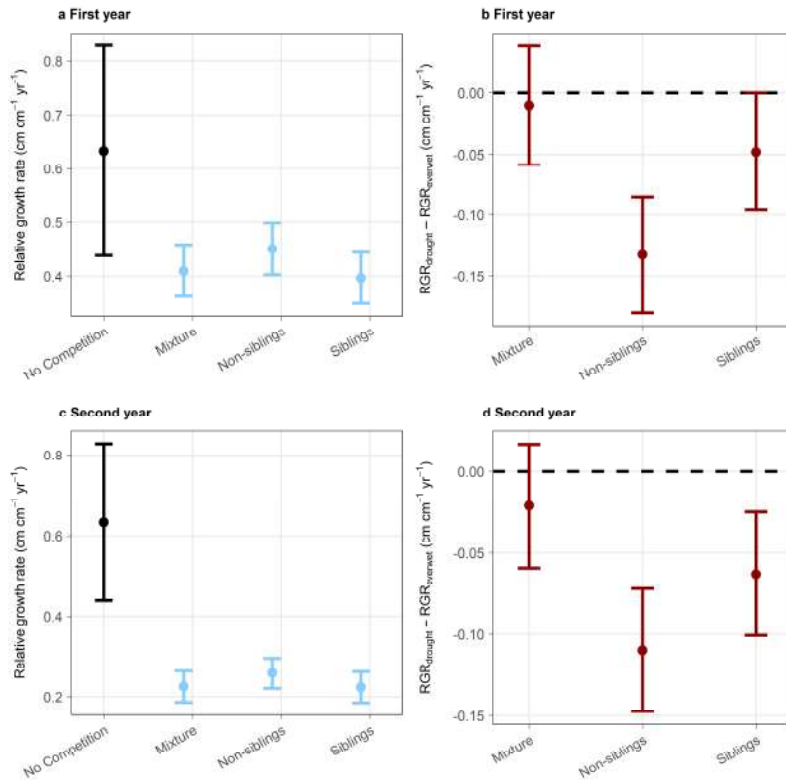 a First year
Relative growth rate (cm cm⁻¹ yr⁻¹)
0.8
0.7
0.6
0.5
0.4
No Competition
Mixture
Non-siblings
Siblings
b First year
RGRdrought − RGReverwet (cm cm⁻¹ yr⁻¹)
0.00
-0.05
-0.10
-0.15
Mixture
Non-siblings
Siblings
c Second year
Relative growth rate (cm cm⁻¹ yr⁻¹)
0.8
0.6
0.4
0.2
No Competition
Mixture
Non-siblings
Siblings
d Second year
RGRdrought − RGReverwet (cm cm⁻¹ yr⁻¹)
0.00
-0.05
-0.10
-0.15
Mixture
Non-siblings
Siblings